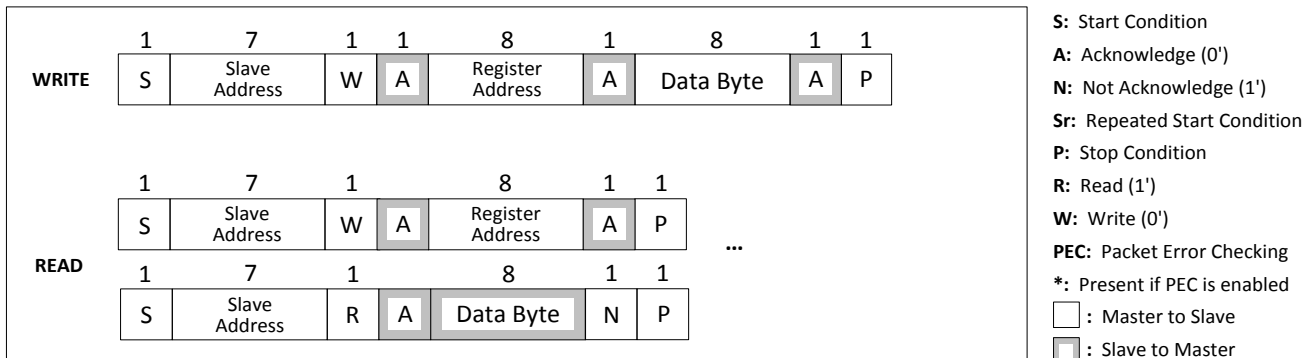 1 7 1 1 8 1 8 1 1
WRITE S Slave Address W A Register Address A Data Byte A P
1 7 1 8 1 1
S Slave Address W A Register Address A P ...
READ
1 7 1 8 1 1
S Slave Address R A Data Byte N P
S: Start Condition
A: Acknowledge (0')
N: Not Acknowledge (1')
Sr: Repeated Start Condition
P: Stop Condition
R: Read (1')
W: Write (0')
PEC: Packet Error Checking
*: Present if PEC is enabled
: Master to Slave
: Slave to Master